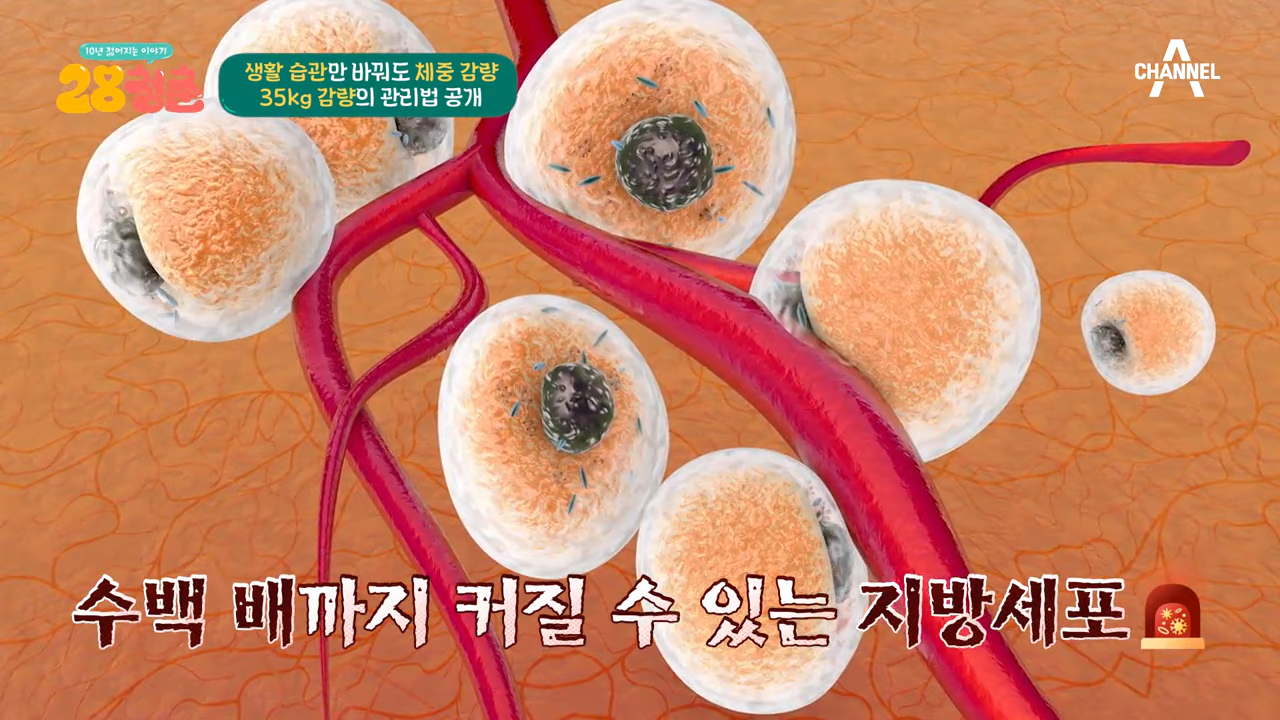 10년 젊어지는 이야기
28청춘
생활 습관만 바꿔도 체중 감량
35kg 감량의 관리법 공개
CHANNEL A
수백 배까지 커질 수 있는 지방세포